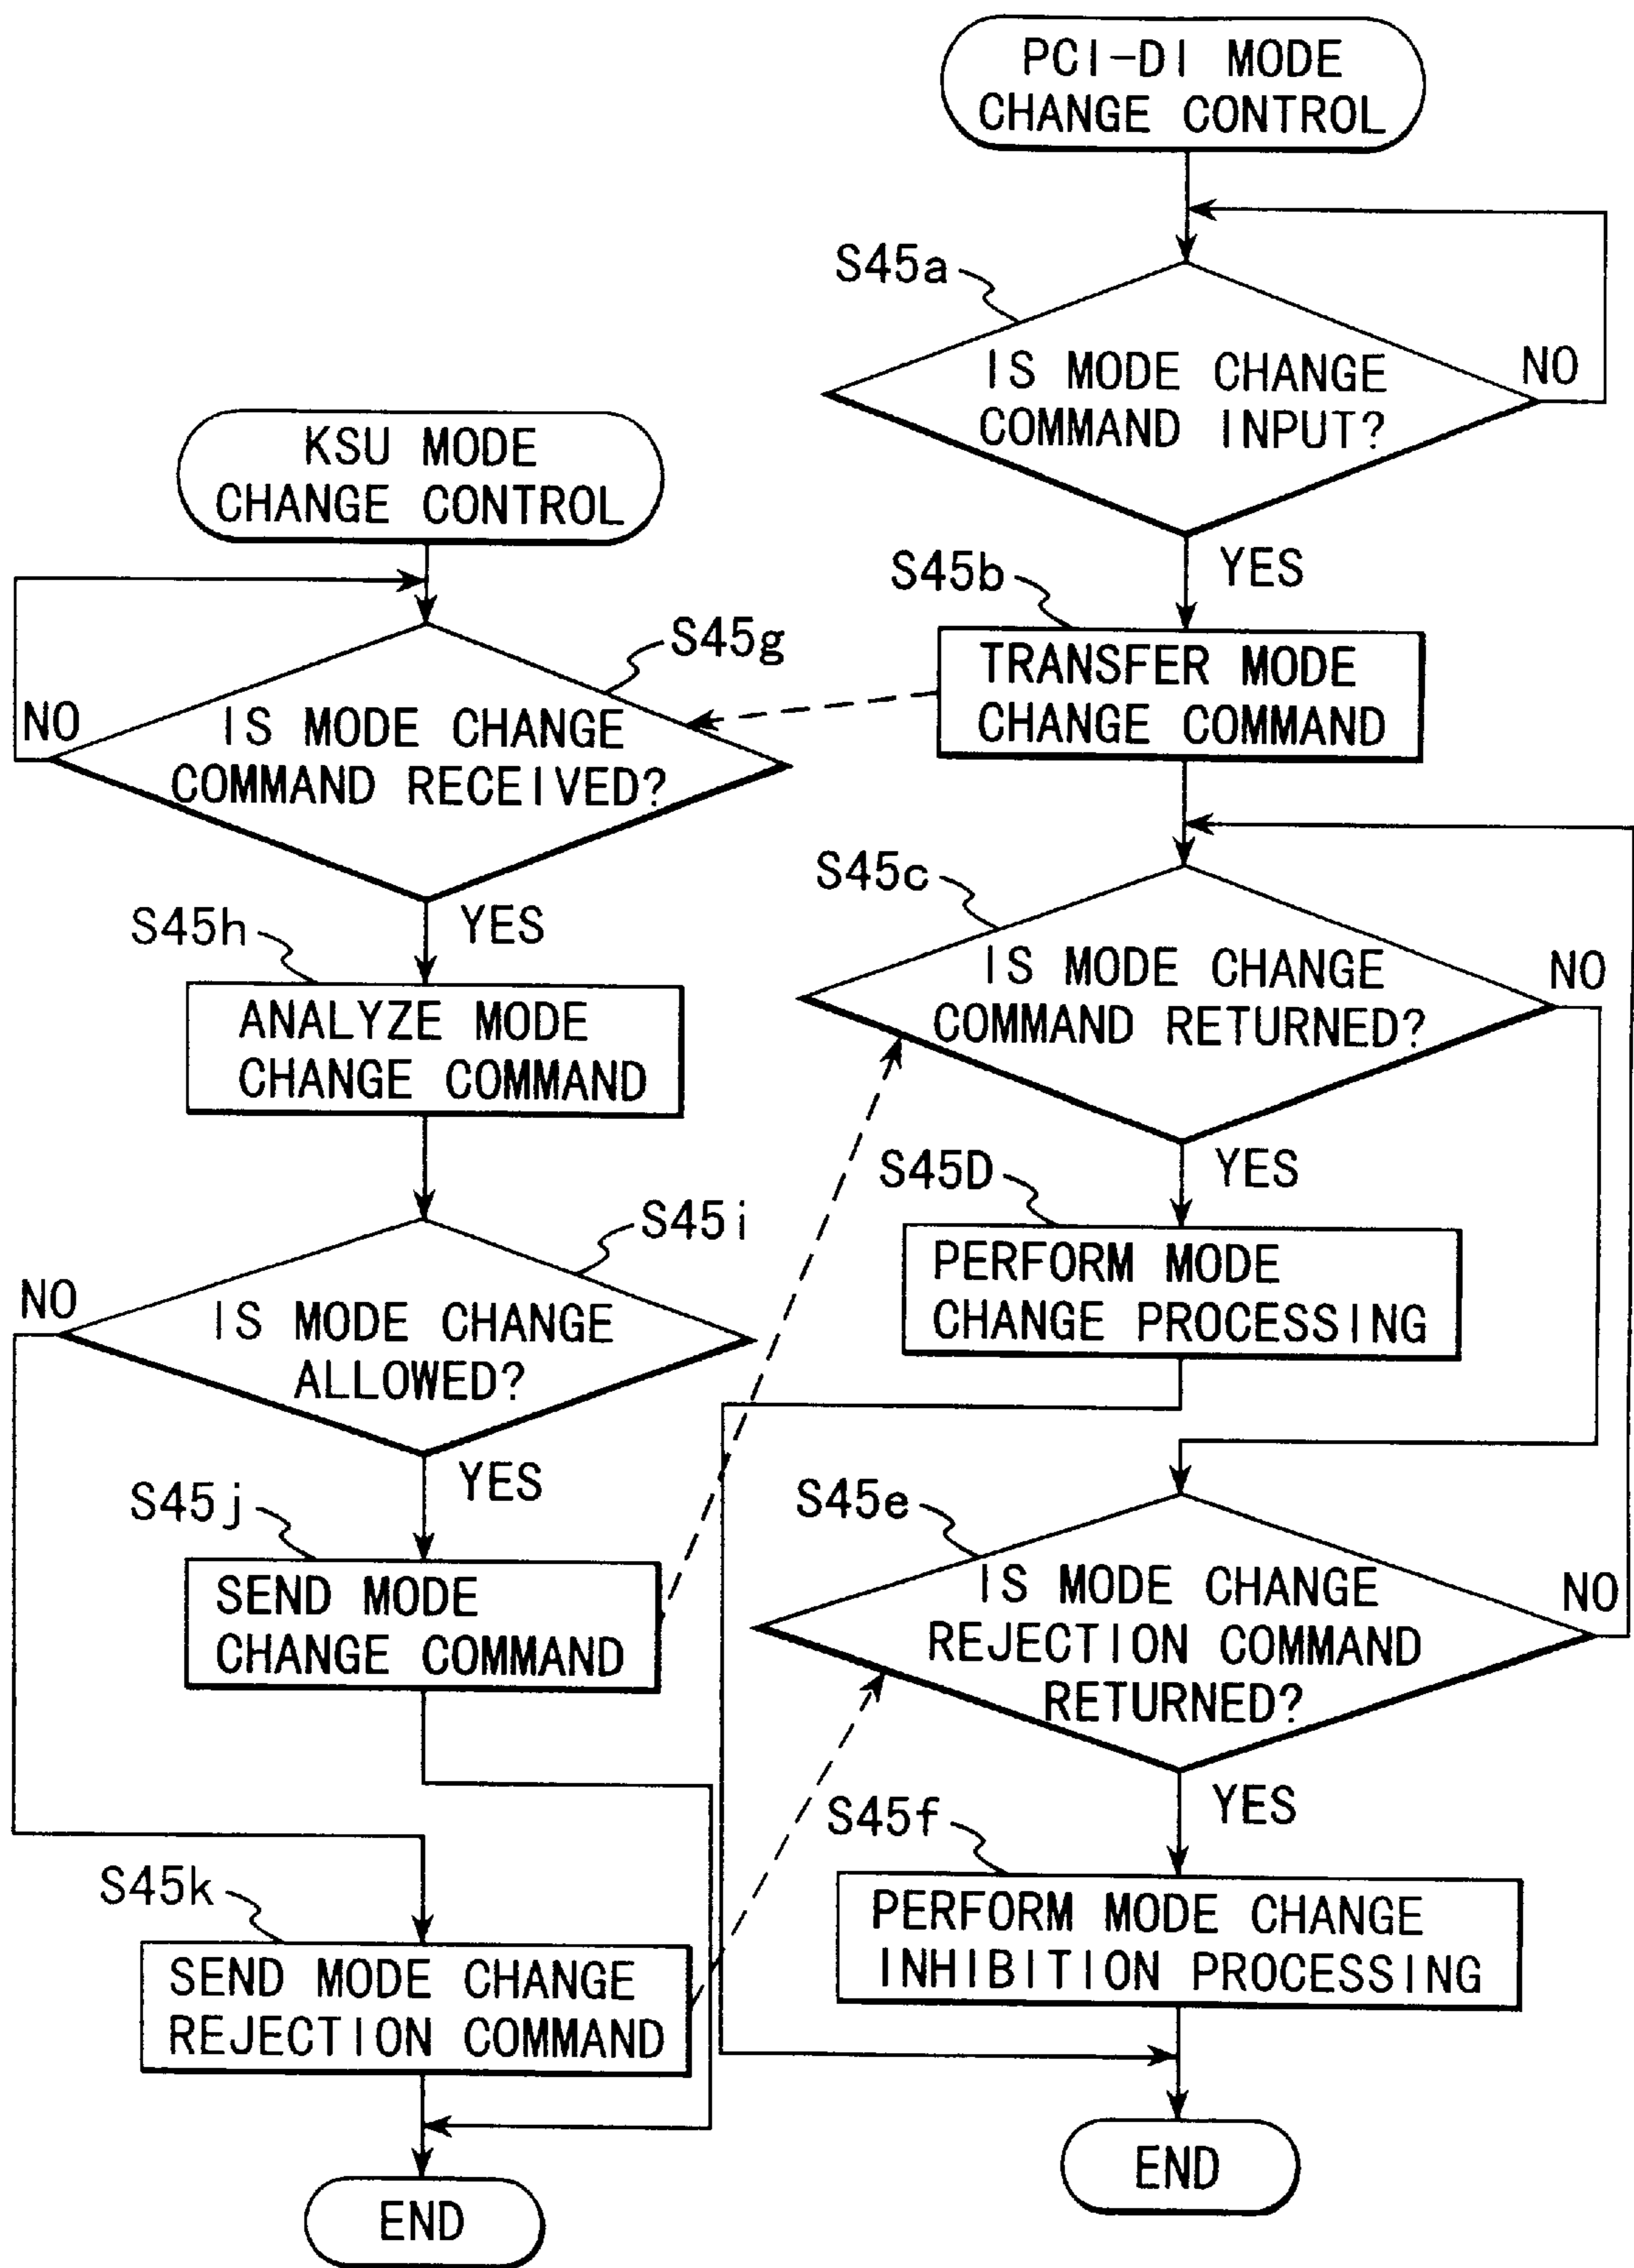 PCI-DI MODE
CHANGE CONTROL
S45a
IS MODE CHANGE
COMMAND INPUT?
NO
YES
S45b
TRANSFER MODE
CHANGE COMMAND
S45c
IS MODE CHANGE
COMMAND RETURNED?
NO
YES
S45D
PERFORM MODE
CHANGE PROCESSING
S45e
IS MODE CHANGE
REJECTION COMMAND
RETURNED?
NO
YES
S45f
PERFORM MODE CHANGE
INHIBITION PROCESSING
END
KSU MODE
CHANGE CONTROL
S45g
IS MODE CHANGE
COMMAND RECEIVED?
NO
YES
S45h
ANALYZE MODE
CHANGE COMMAND
S45i
IS MODE CHANGE
ALLOWED?
NO
YES
S45j
SEND MODE
CHANGE COMMAND
S45k
SEND MODE CHANGE
REJECTION COMMAND
END